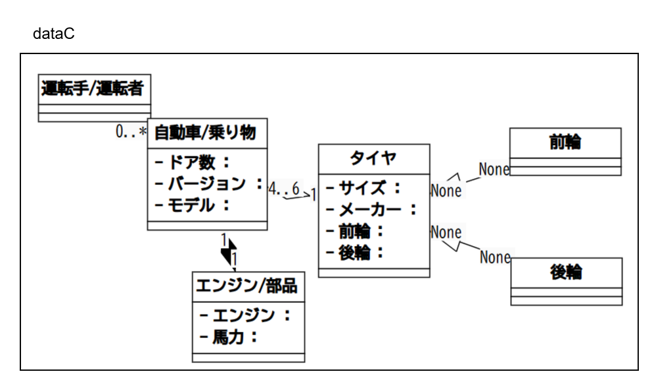 dataC
運転手/運転者
0..*
自動車/乗り物
- ドア数 :
- バージョン :
- モデル :
4..6
1
タイヤ
- サイズ :
- メーカー :
- 前輪 :
- 後輪 :
None
None
前輪
None
None
後輪
1
1
エンジン/部品
- エンジン :
- 馬力 :